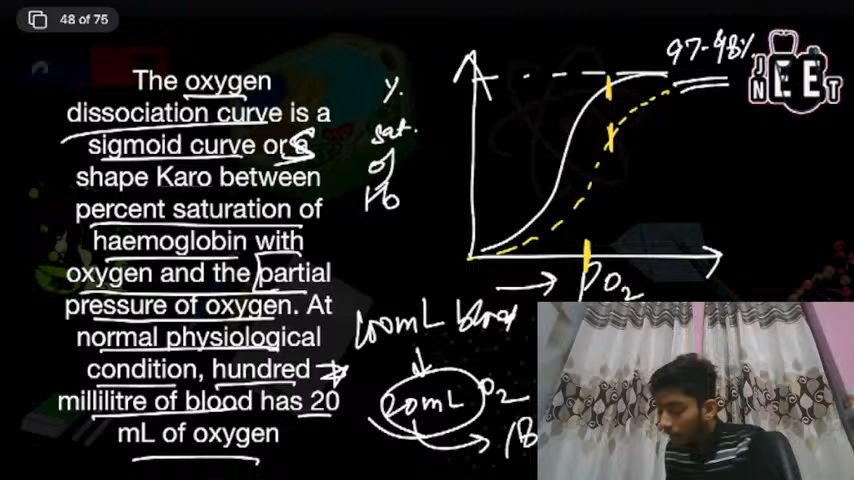 48 of 75
The oxygen
dissociation curve is a
sigmoid curve or S
shape Karo between
percent saturation of
haemoglobin with
oxygen and the partial
pressure of oxygen. At
normal physiological
condition, hundred
millilitre of blood has 20
mL of oxygen
%
sat.
of
Hb
97-98%
JNEET
pO2
100mL blood
20mL O2